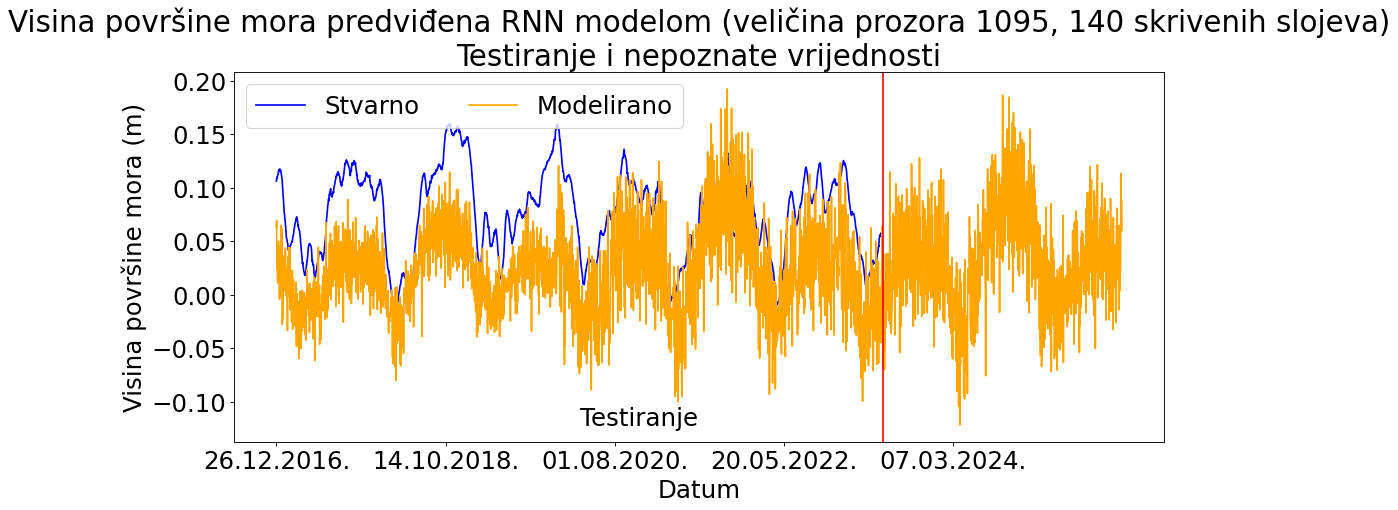 Visina površine mora predviđena RNN modelom (veličina prozora 1095, 140 skrivenih slojeva)
Testiranje i nepoznate vrijednosti
Stvarno
Modelirano
Visina površine mora (m)
0.20
0.15
0.10
0.05
0.00
−0.05
−0.10
Testiranje
26.12.2016.
14.10.2018.
01.08.2020.
20.05.2022.
07.03.2024.
Datum